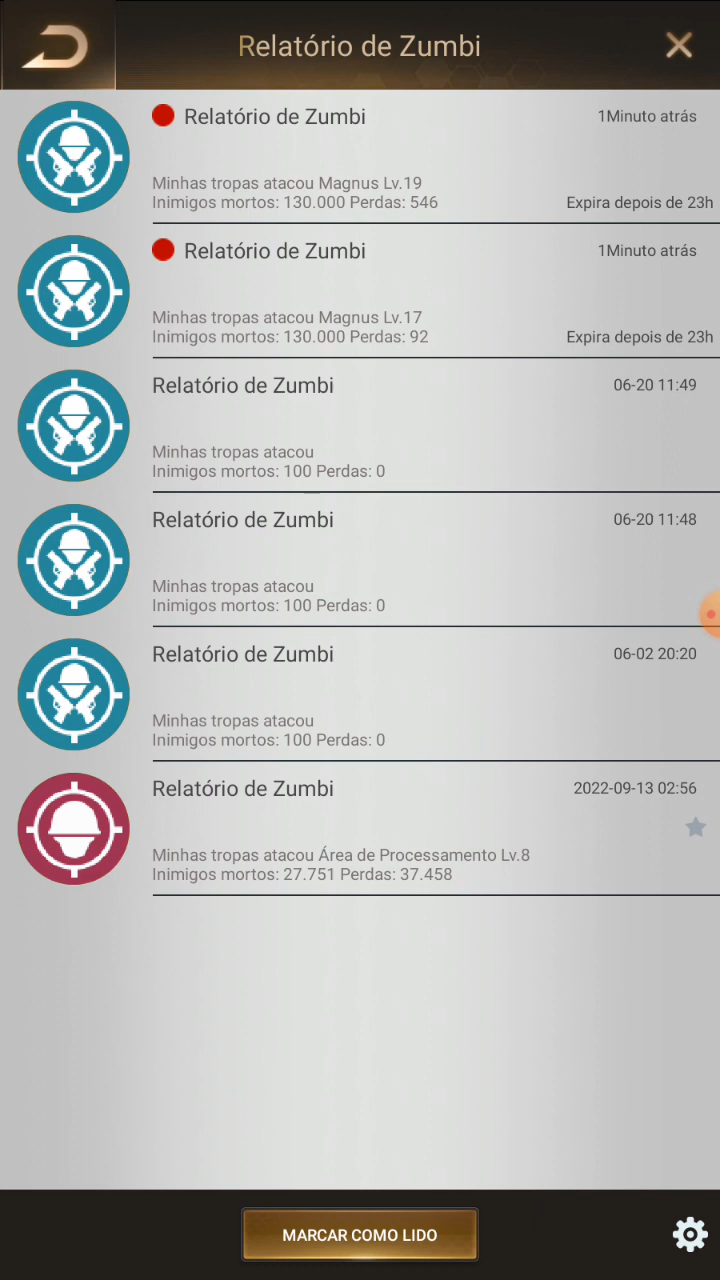 Relatório de Zumbi
Relatório de Zumbi
1Minuto atrás
Minhas tropas atacou Magnus Lv.19
Inimigos mortos: 130.000 Perdas: 546
Expira depois de 23h
Relatório de Zumbi
1Minuto atrás
Minhas tropas atacou Magnus Lv.17
Inimigos mortos: 130.000 Perdas: 92
Expira depois de 23h
Relatório de Zumbi
06-20 11:49
Minhas tropas atacou
Inimigos mortos: 100 Perdas: 0
Relatório de Zumbi
06-20 11:48
Minhas tropas atacou
Inimigos mortos: 100 Perdas: 0
Relatório de Zumbi
06-02 20:20
Minhas tropas atacou
Inimigos mortos: 100 Perdas: 0
Relatório de Zumbi
2022-09-13 02:56
Minhas tropas atacou Área de Processamento Lv.8
Inimigos mortos: 27.751 Perdas: 37.458
MARCAR COMO LIDO